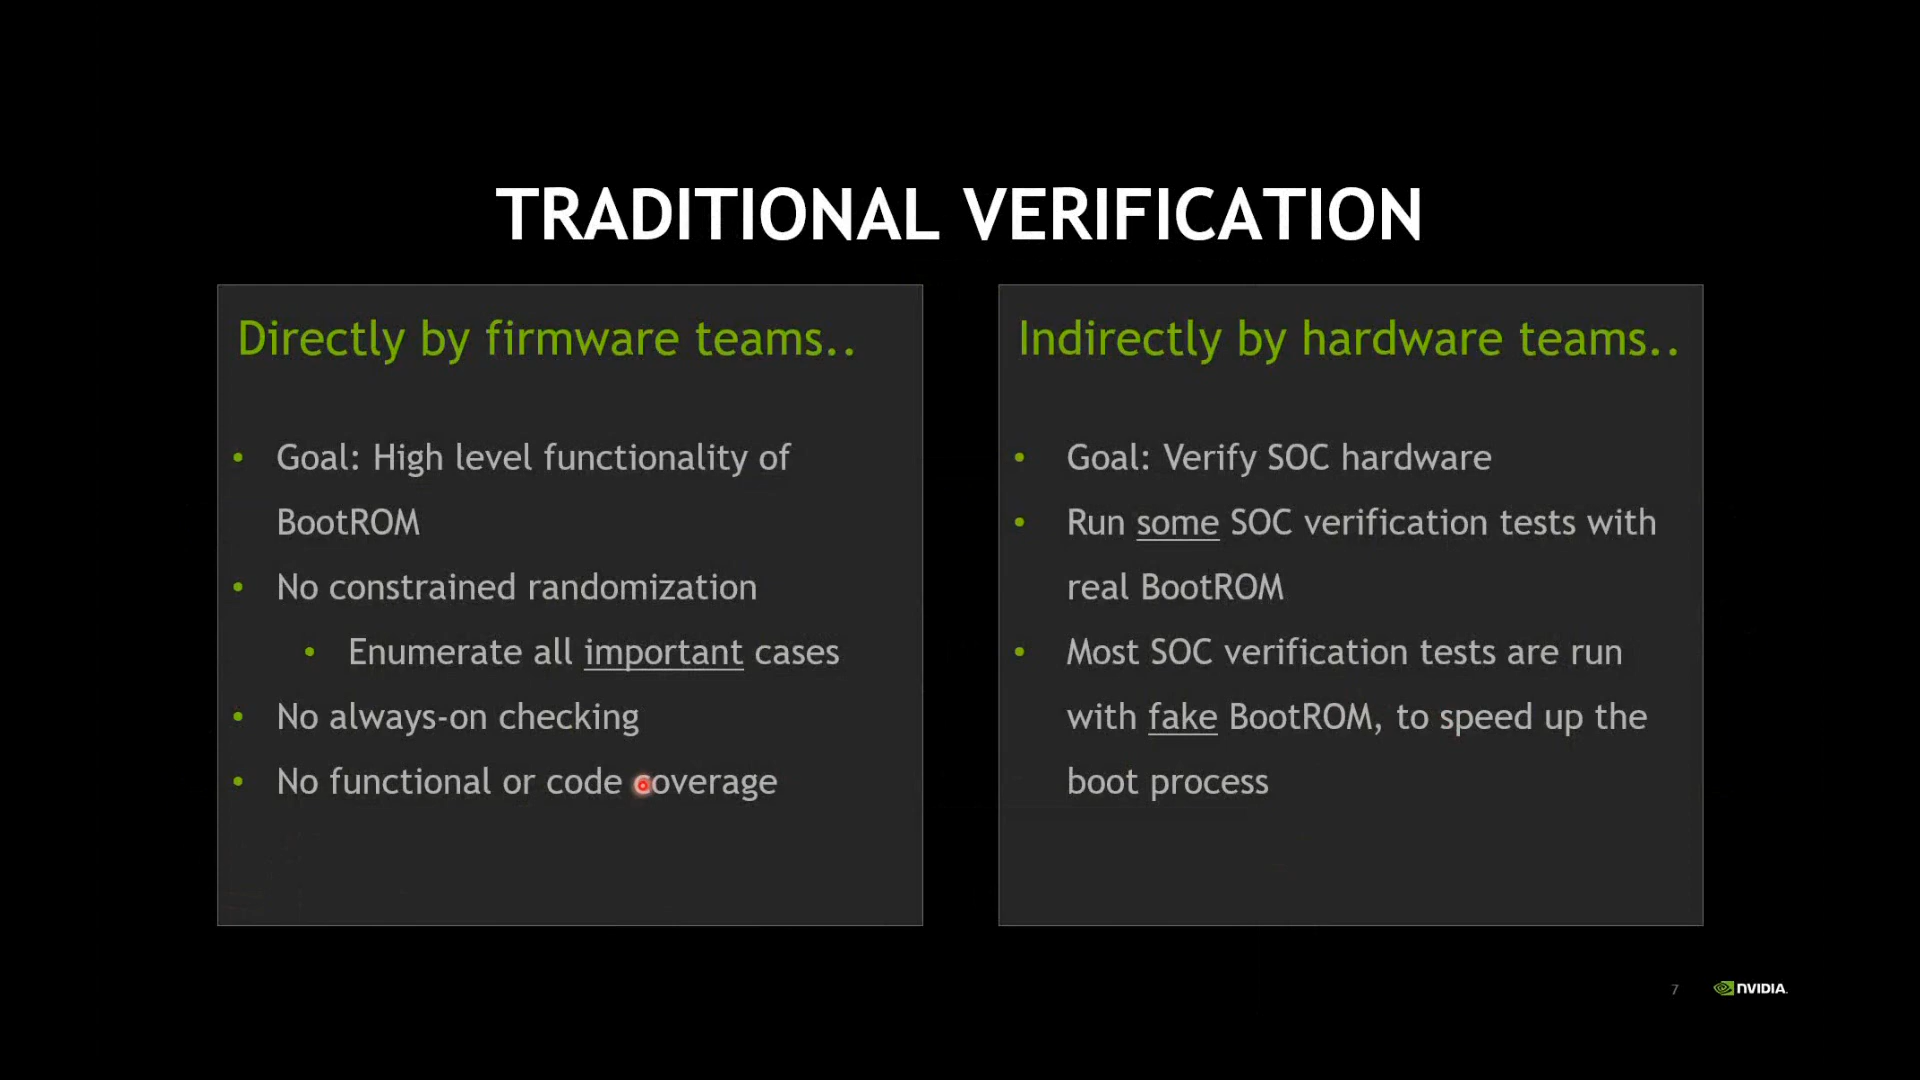 TRADITIONAL VERIFICATION
Directly by firmware teams..
• Goal: High level functionality of
BootROM
• No constrained randomization
• Enumerate all important cases
• No always-on checking
• No functional or code coverage
Indirectly by hardware teams..
• Goal: Verify SOC hardware
• Run some SOC verification tests with
real BootROM
• Most SOC verification tests are run
with fake BootROM, to speed up the
boot process
7
NVIDIA.